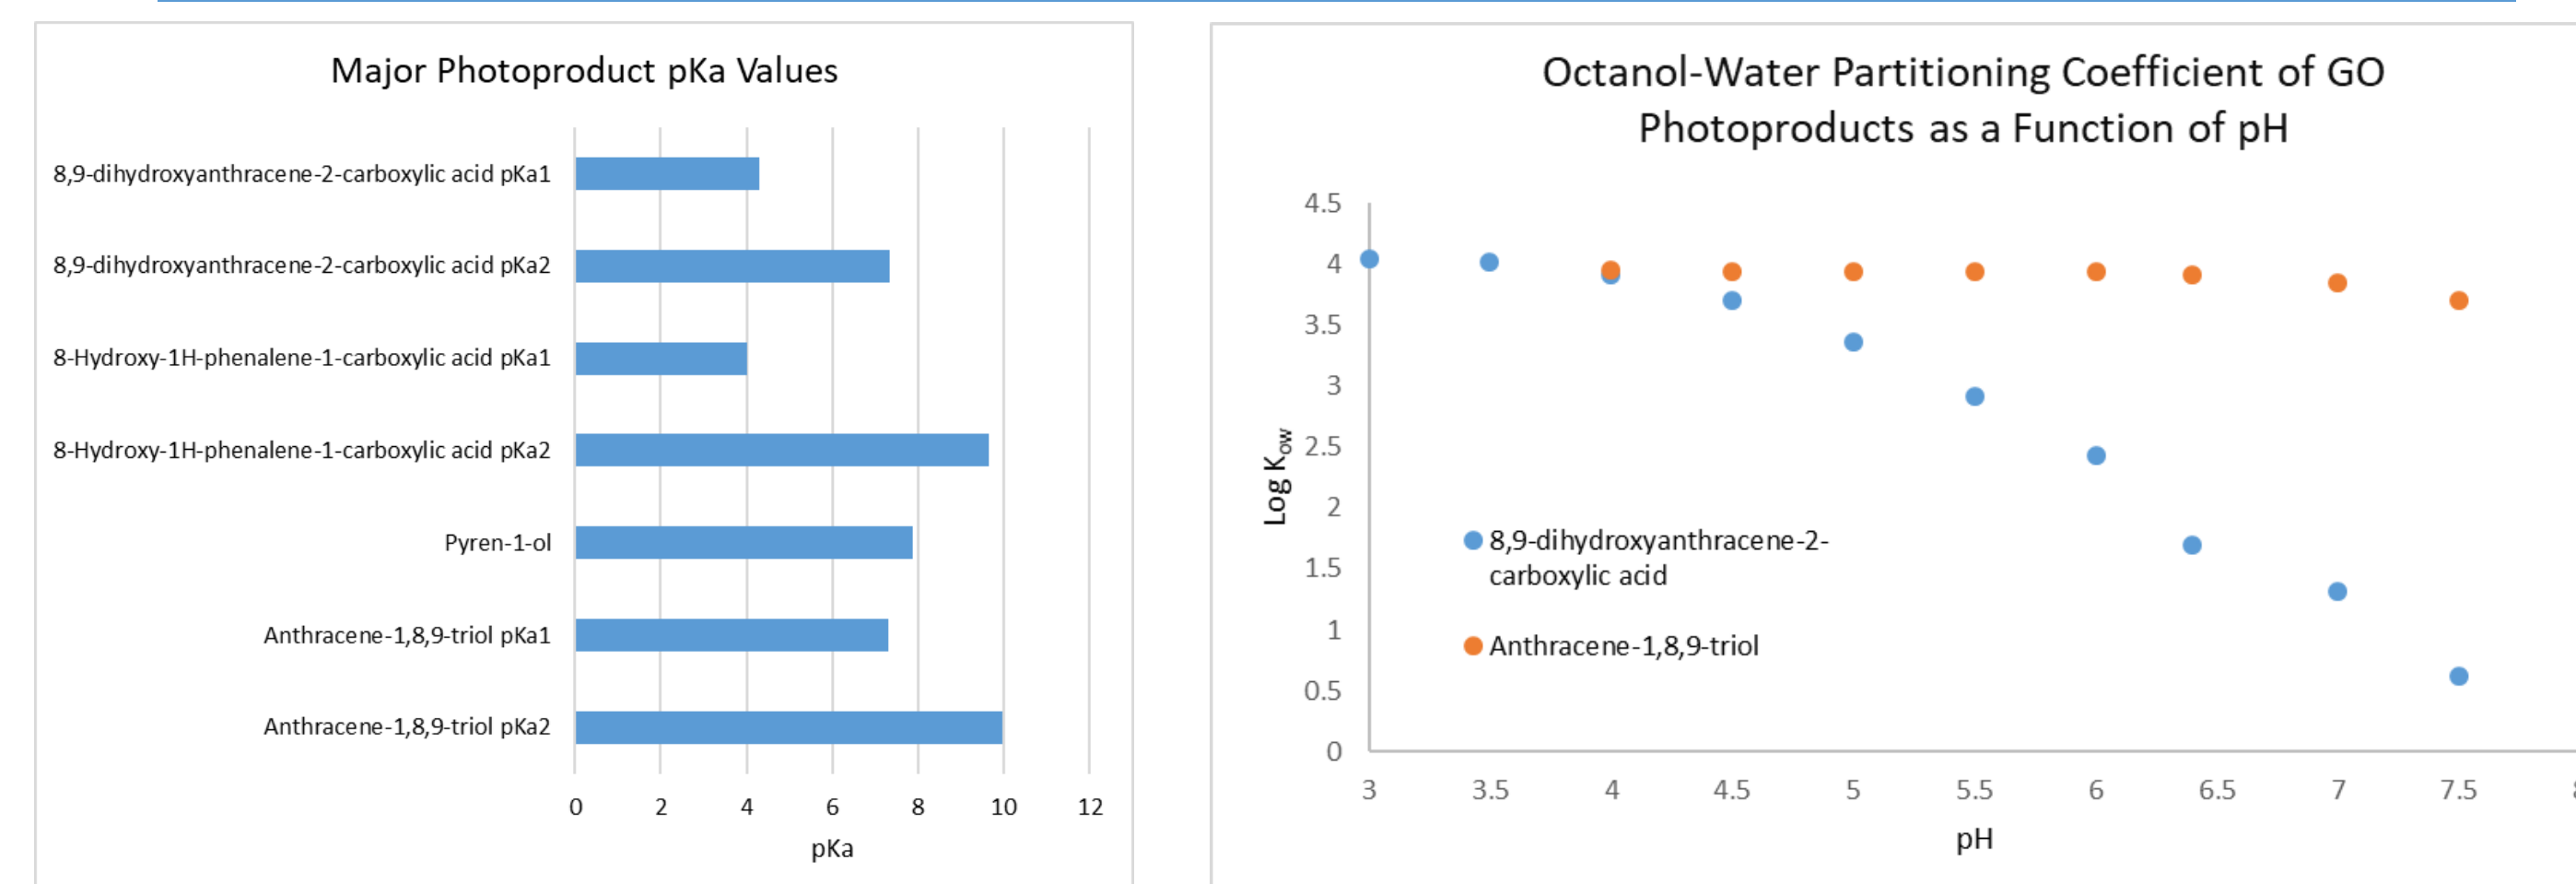 Major Photoproduct pKa Values
8,9-dihydroxyanthracene-2-carboxylic acid pKa1
8,9-dihydroxyanthracene-2-carboxylic acid pKa2
8-Hydroxy-1H-phenalene-1-carboxylic acid pKa1
8-Hydroxy-1H-phenalene-1-carboxylic acid pKa2
Pyren-1-ol
Anthracene-1,8,9-triol pKa1
Anthracene-1,8,9-triol pKa2
0 2 4 6 8 10 12
pKa
Octanol-Water Partitioning Coefficient of GO
Photoproducts as a Function of pH
4.5
4
3.5
3
2.5
2
1.5
1
0.5
0
Log Kow
8,9-dihydroxyanthracene-2-
carboxylic acid
Anthracene-1,8,9-triol
3 3.5 4 4.5 5 5.5 6 6.5 7 7.5
pH